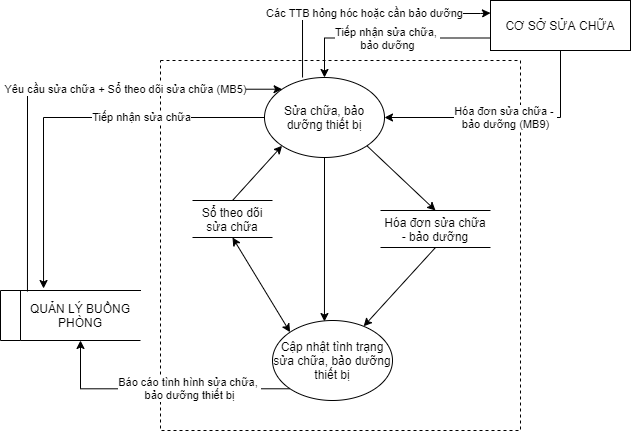 Các TTB hỏng hóc hoặc cần bảo dưỡng
CƠ SỞ SỬA CHỮA
Tiếp nhận sửa chữa,
bảo dưỡng
Yêu cầu sửa chữa + Sổ theo dõi sửa chữa (MB5)
Tiếp nhận sửa chữa
Sửa chữa, bảo
dưỡng thiết bị
Hóa đơn sửa chữa -
bảo dưỡng (MB9)
Sổ theo dõi
sửa chữa
Hóa đơn sửa chữa
- bảo dưỡng
QUẢN LÝ BUỒNG
PHÒNG
Cập nhật tình trạng
sửa chữa, bảo dưỡng
thiết bị
Báo cáo tình hình sửa chữa,
bảo dưỡng thiết bị